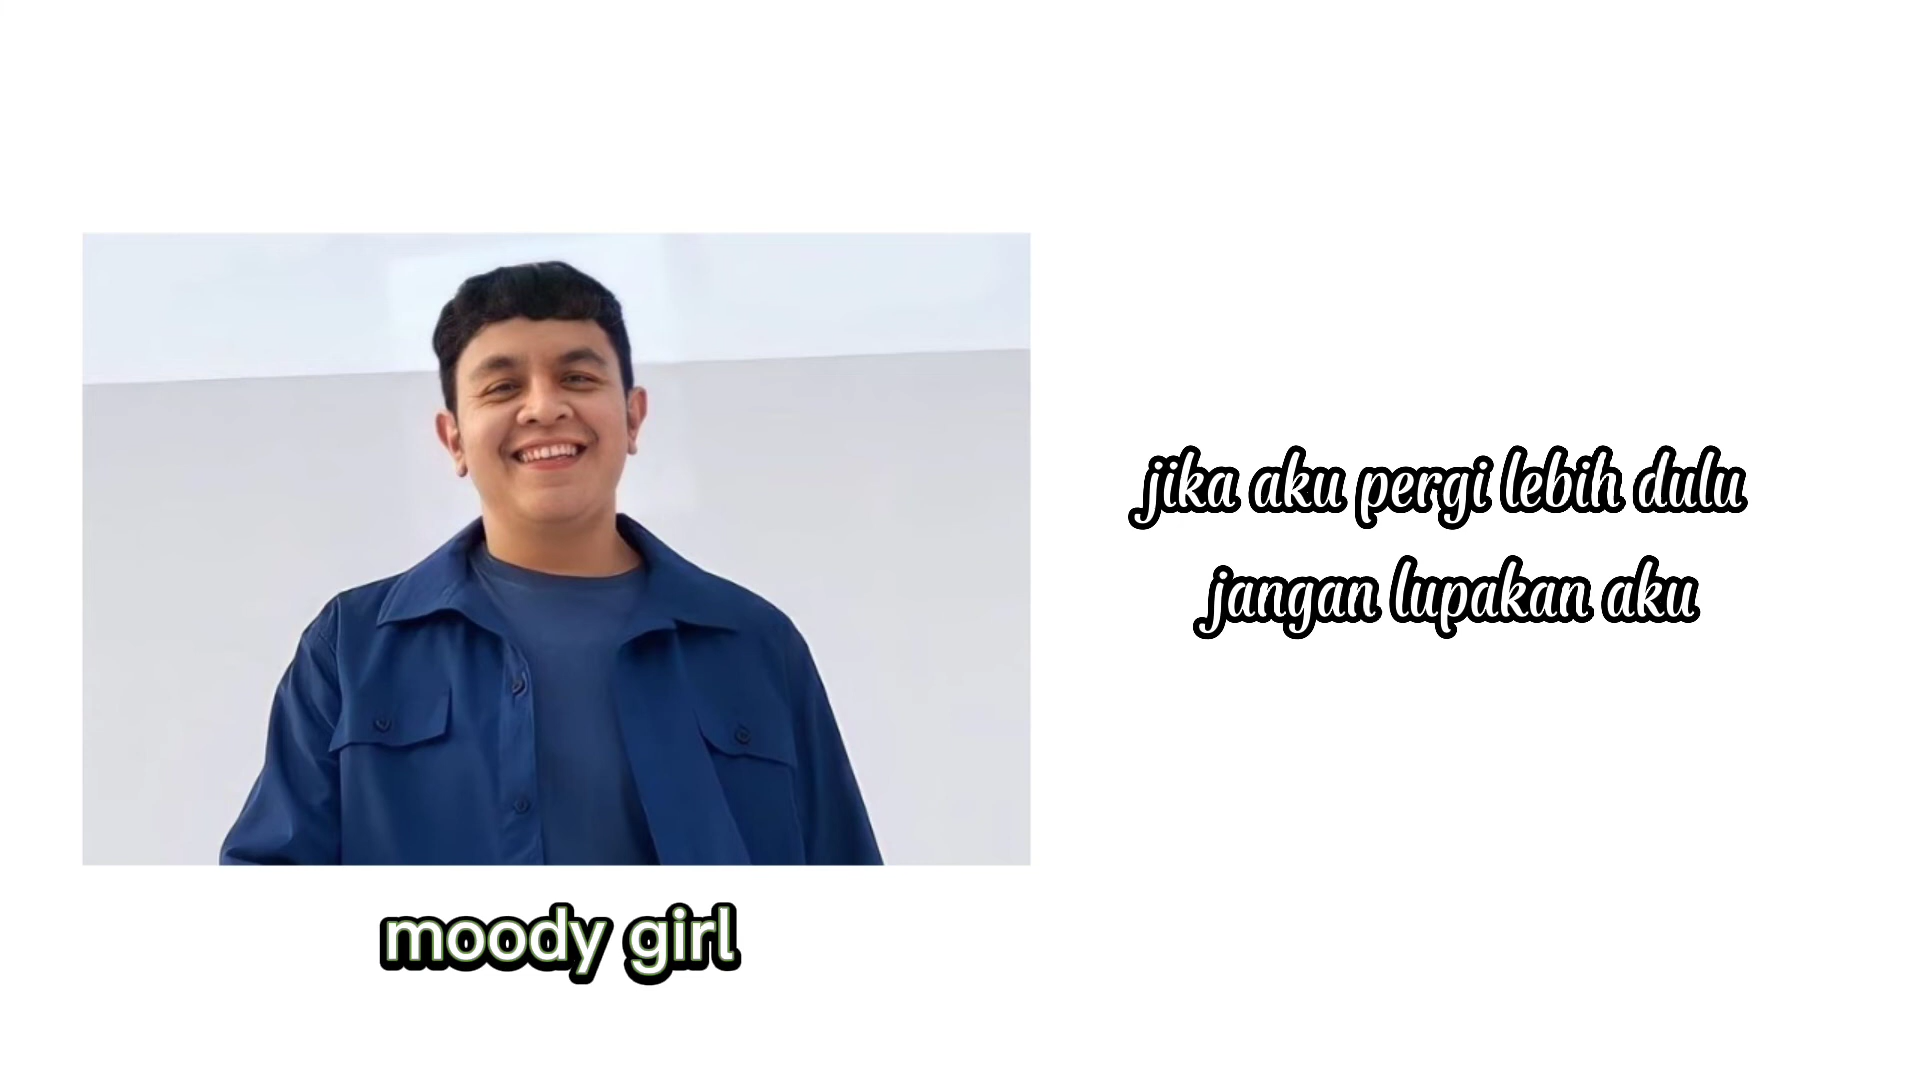 jika aku pergi lebih dulu
jangan lupakan aku
moody girl